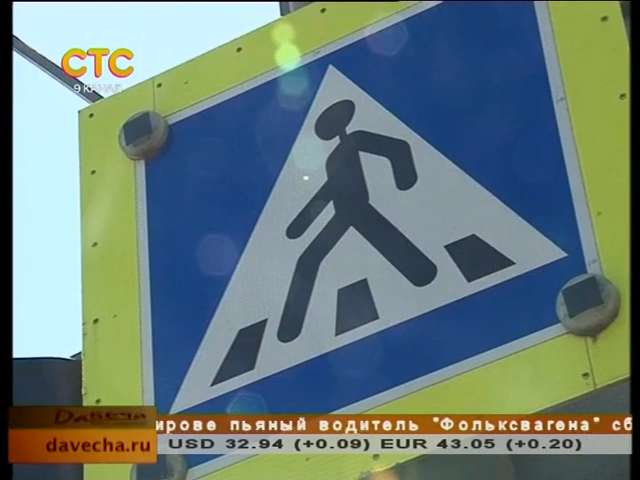 СТС
9 КАНАЛ
Давеча
ирове пьяный водитель "Фольксвагена" сб
davecha.ru
USD 32.94 (+0.09) EUR 43.05 (+0.20)